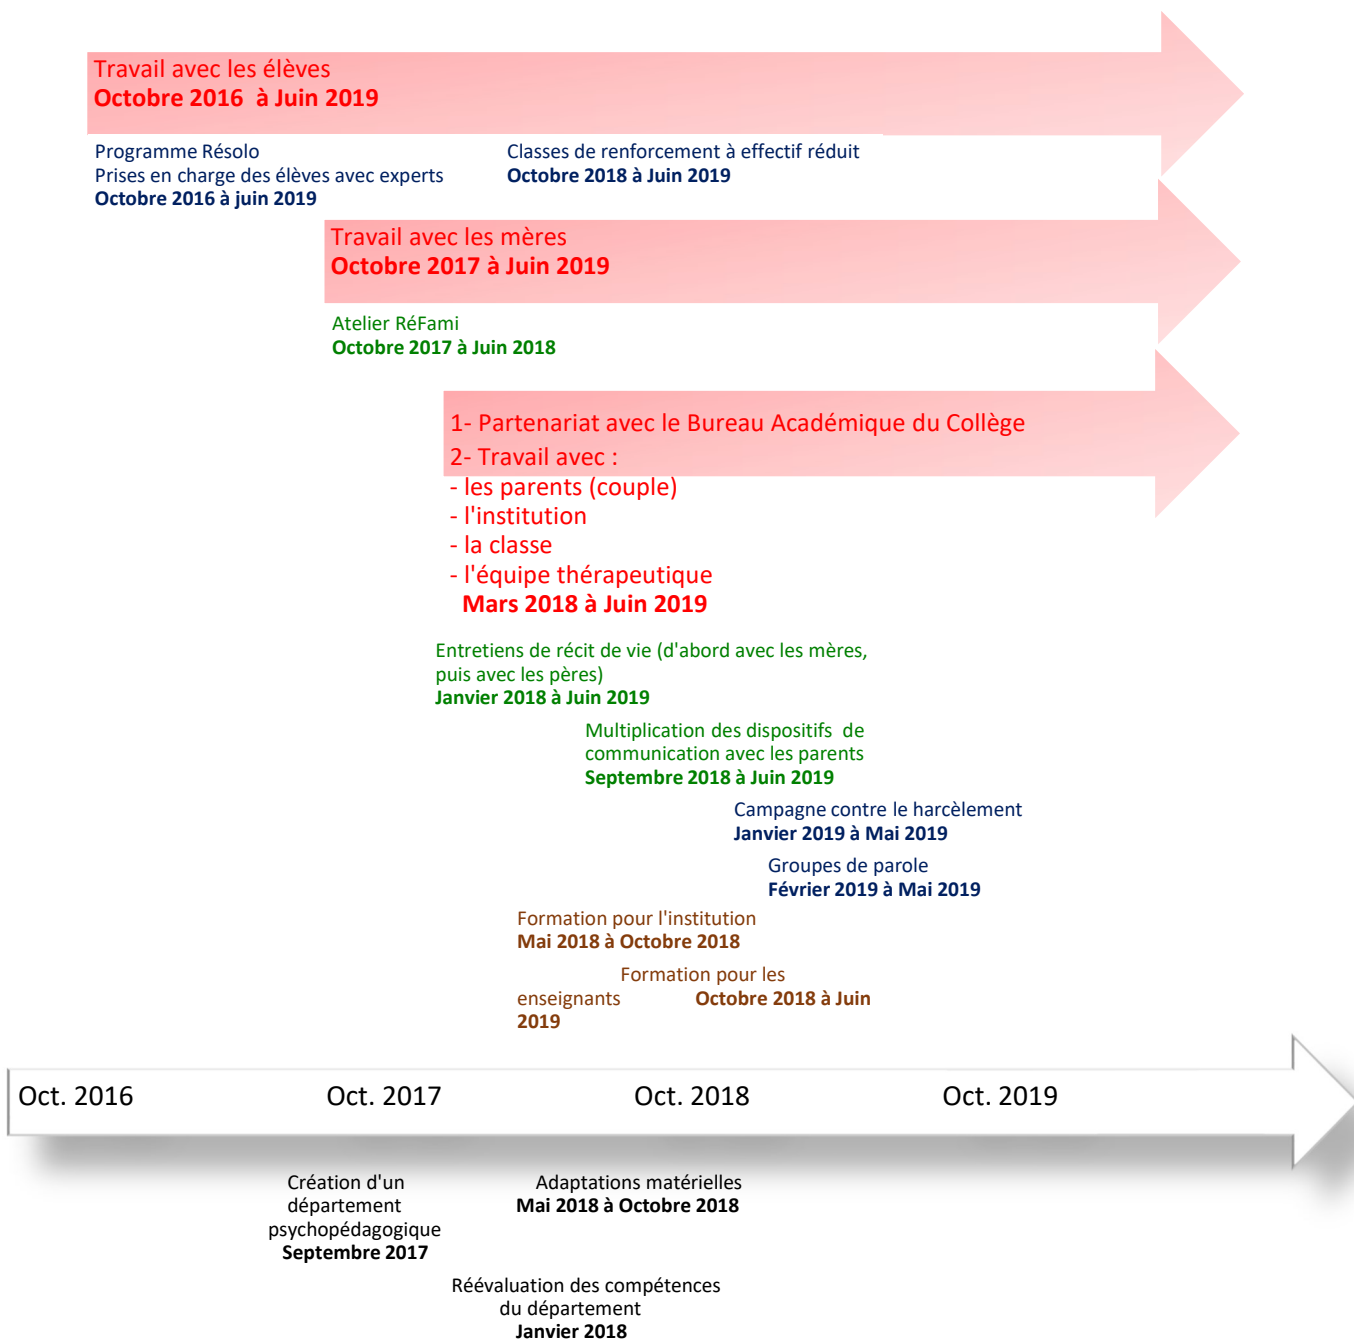 Travail avec les élèves
Octobre 2016 à Juin 2019
Programme Résolo
Prises en charge des élèves avec experts
Octobre 2016 à juin 2019
Classes de renforcement à effectif réduit
Octobre 2018 à Juin 2019
Travail avec les mères
Octobre 2017 à Juin 2019
Atelier RéFami
Octobre 2017 à Juin 2018
1- Partenariat avec le Bureau Académique du Collège
2- Travail avec :
- les parents (couple)
- l'institution
- la classe
- l'équipe thérapeutique
Mars 2018 à Juin 2019
Entretiens de récit de vie (d'abord avec les mères,
puis avec les pères)
Janvier 2018 à Juin 2019
Multiplication des dispositifs de
communication avec les parents
Septembre 2018 à Juin 2019
Campagne contre le harcèlement
Janvier 2019 à Mai 2019
Groupes de parole
Février 2019 à Mai 2019
Formation pour l'institution
Mai 2018 à Octobre 2018
Formation pour les
enseignants Octobre 2018 à Juin
2019
Oct. 2016 Oct. 2017 Oct. 2018 Oct. 2019
Création d'un
département
psychopédagogique
Septembre 2017
Adaptations matérielles
Mai 2018 à Octobre 2018
Réévaluation des compétences
du département
Janvier 2018